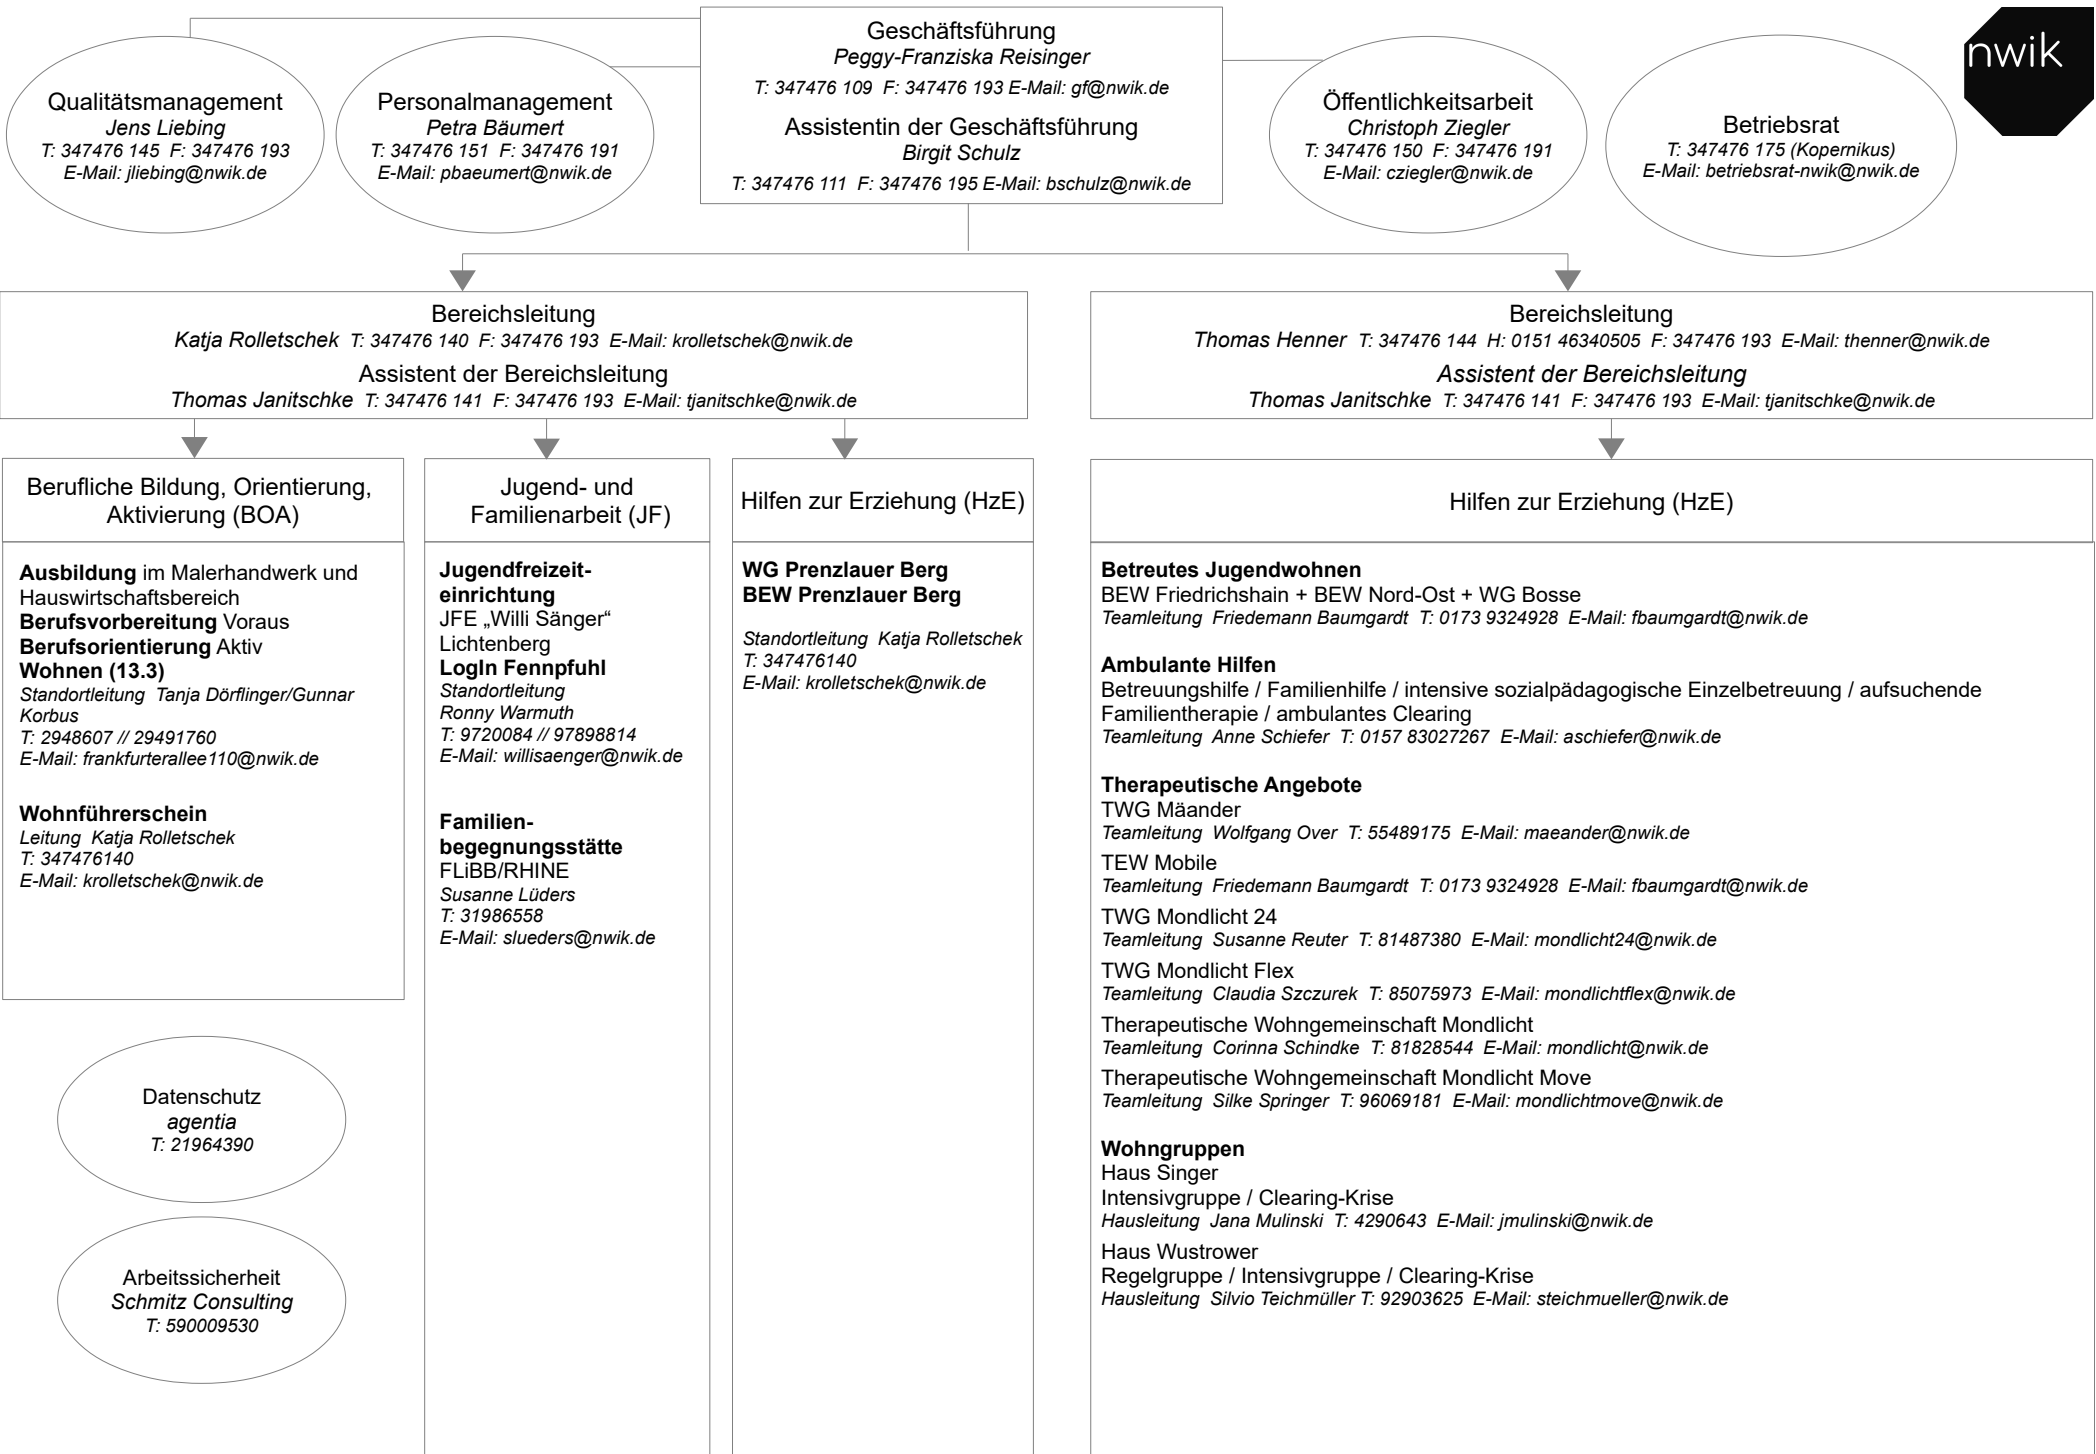 Geschäftsführung
Peggy-Franziska Reisinger
T: 347476 109 F: 347476 193 E-Mail: gf@nwik.de
Assistentin der Geschäftsführung
Birgit Schulz
T: 347476 111 F: 347476 195 E-Mail: bschulz@nwik.de
Qualitätsmanagement
Jens Liebing
T: 347476 145 F: 347476 193
E-Mail: jliebing@nwik.de
Personalmanagement
Petra Bäumert
T: 347476 151 F: 347476 191
E-Mail: pbaeumert@nwik.de
Öffentlichkeitsarbeit
Christoph Ziegler
T: 347476 150 F: 347476 191
E-Mail: cziegler@nwik.de
Betriebsrat
T: 347476 175 (Kopernikus)
E-Mail: betriebsrat-nwik@nwik.de
nwik
Bereichsleitung
Katja Rolletschek T: 347476 140 F: 347476 193 E-Mail: krolletschek@nwik.de
Assistent der Bereichsleitung
Thomas Janitschke T: 347476 141 F: 347476 193 E-Mail: tjanitschke@nwik.de
Bereichsleitung
Thomas Henner T: 347476 144 H: 0151 46340505 F: 347476 193 E-Mail: thenner@nwik.de
Assistent der Bereichsleitung
Thomas Janitschke T: 347476 141 F: 347476 193 E-Mail: tjanitschke@nwik.de
Berufliche Bildung, Orientierung,
Aktivierung (BOA)
Ausbildung im Malerhandwerk und
Hauswirtschaftsbereich
Berufsvorbereitung Voraus
Berufsorientierung Aktiv
Wohnen (13.3)
Standortleitung Tanja Dörflinger/Gunnar
Korbus
T: 2948607 // 29491760
E-Mail: frankfurterallee110@nwik.de
Wohnführerschein
Leitung Katja Rolletschek
T: 347476140
E-Mail: krolletschek@nwik.de
Jugend- und
Familienarbeit (JF)
Jugendfreizeit-
einrichtung
JFE „Willi Sänger“
Lichtenberg
LogIn Fennpfuhl
Standortleitung
Ronny Warmuth
T: 9720084 // 97898814
E-Mail: willisaenger@nwik.de
Familien-
begegnungsstätte
FLiBB/RHINE
Susanne Lüders
T: 31986558
E-Mail: slueders@nwik.de
Hilfen zur Erziehung (HzE)
WG Prenzlauer Berg
BEW Prenzlauer Berg
Standortleitung Katja Rolletschek
T: 347476140
E-Mail: krolletschek@nwik.de
Hilfen zur Erziehung (HzE)
Betreutes Jugendwohnen
BEW Friedrichshain + BEW Nord-Ost + WG Bosse
Teamleitung Friedemann Baumgardt T: 0173 9324928 E-Mail: fbaumgardt@nwik.de
Ambulante Hilfen
Betreuungshilfe / Familienhilfe / intensive sozialpädagogische Einzelbetreuung / aufsuchende
Familientherapie / ambulantes Clearing
Teamleitung Anne Schiefer T: 0157 83027267 E-Mail: aschiefer@nwik.de
Therapeutische Angebote
TWG Mäander
Teamleitung Wolfgang Over T: 55489175 E-Mail: maeander@nwik.de
TEW Mobile
Teamleitung Friedemann Baumgardt T: 0173 9324928 E-Mail: fbaumgardt@nwik.de
TWG Mondlicht 24
Teamleitung Susanne Reuter T: 81487380 E-Mail: mondlicht24@nwik.de
TWG Mondlicht Flex
Teamleitung Claudia Szczurek T: 85075973 E-Mail: mondlichtflex@nwik.de
Therapeutische Wohngemeinschaft Mondlicht
Teamleitung Corinna Schindke T: 81828544 E-Mail: mondlicht@nwik.de
Therapeutische Wohngemeinschaft Mondlicht Move
Teamleitung Silke Springer T: 96069181 E-Mail: mondlichtmove@nwik.de
Wohngruppen
Haus Singer
Intensivgruppe / Clearing-Krise
Hausleitung Jana Mulinski T: 4290643 E-Mail: jmulinski@nwik.de
Haus Wustrower
Regelgruppe / Intensivgruppe / Clearing-Krise
Hausleitung Silvio Teichmüller T: 92903625 E-Mail: steichmueller@nwik.de
Datenschutz
agentia
T: 21964390
Arbeitssicherheit
Schmitz Consulting
T: 590009530